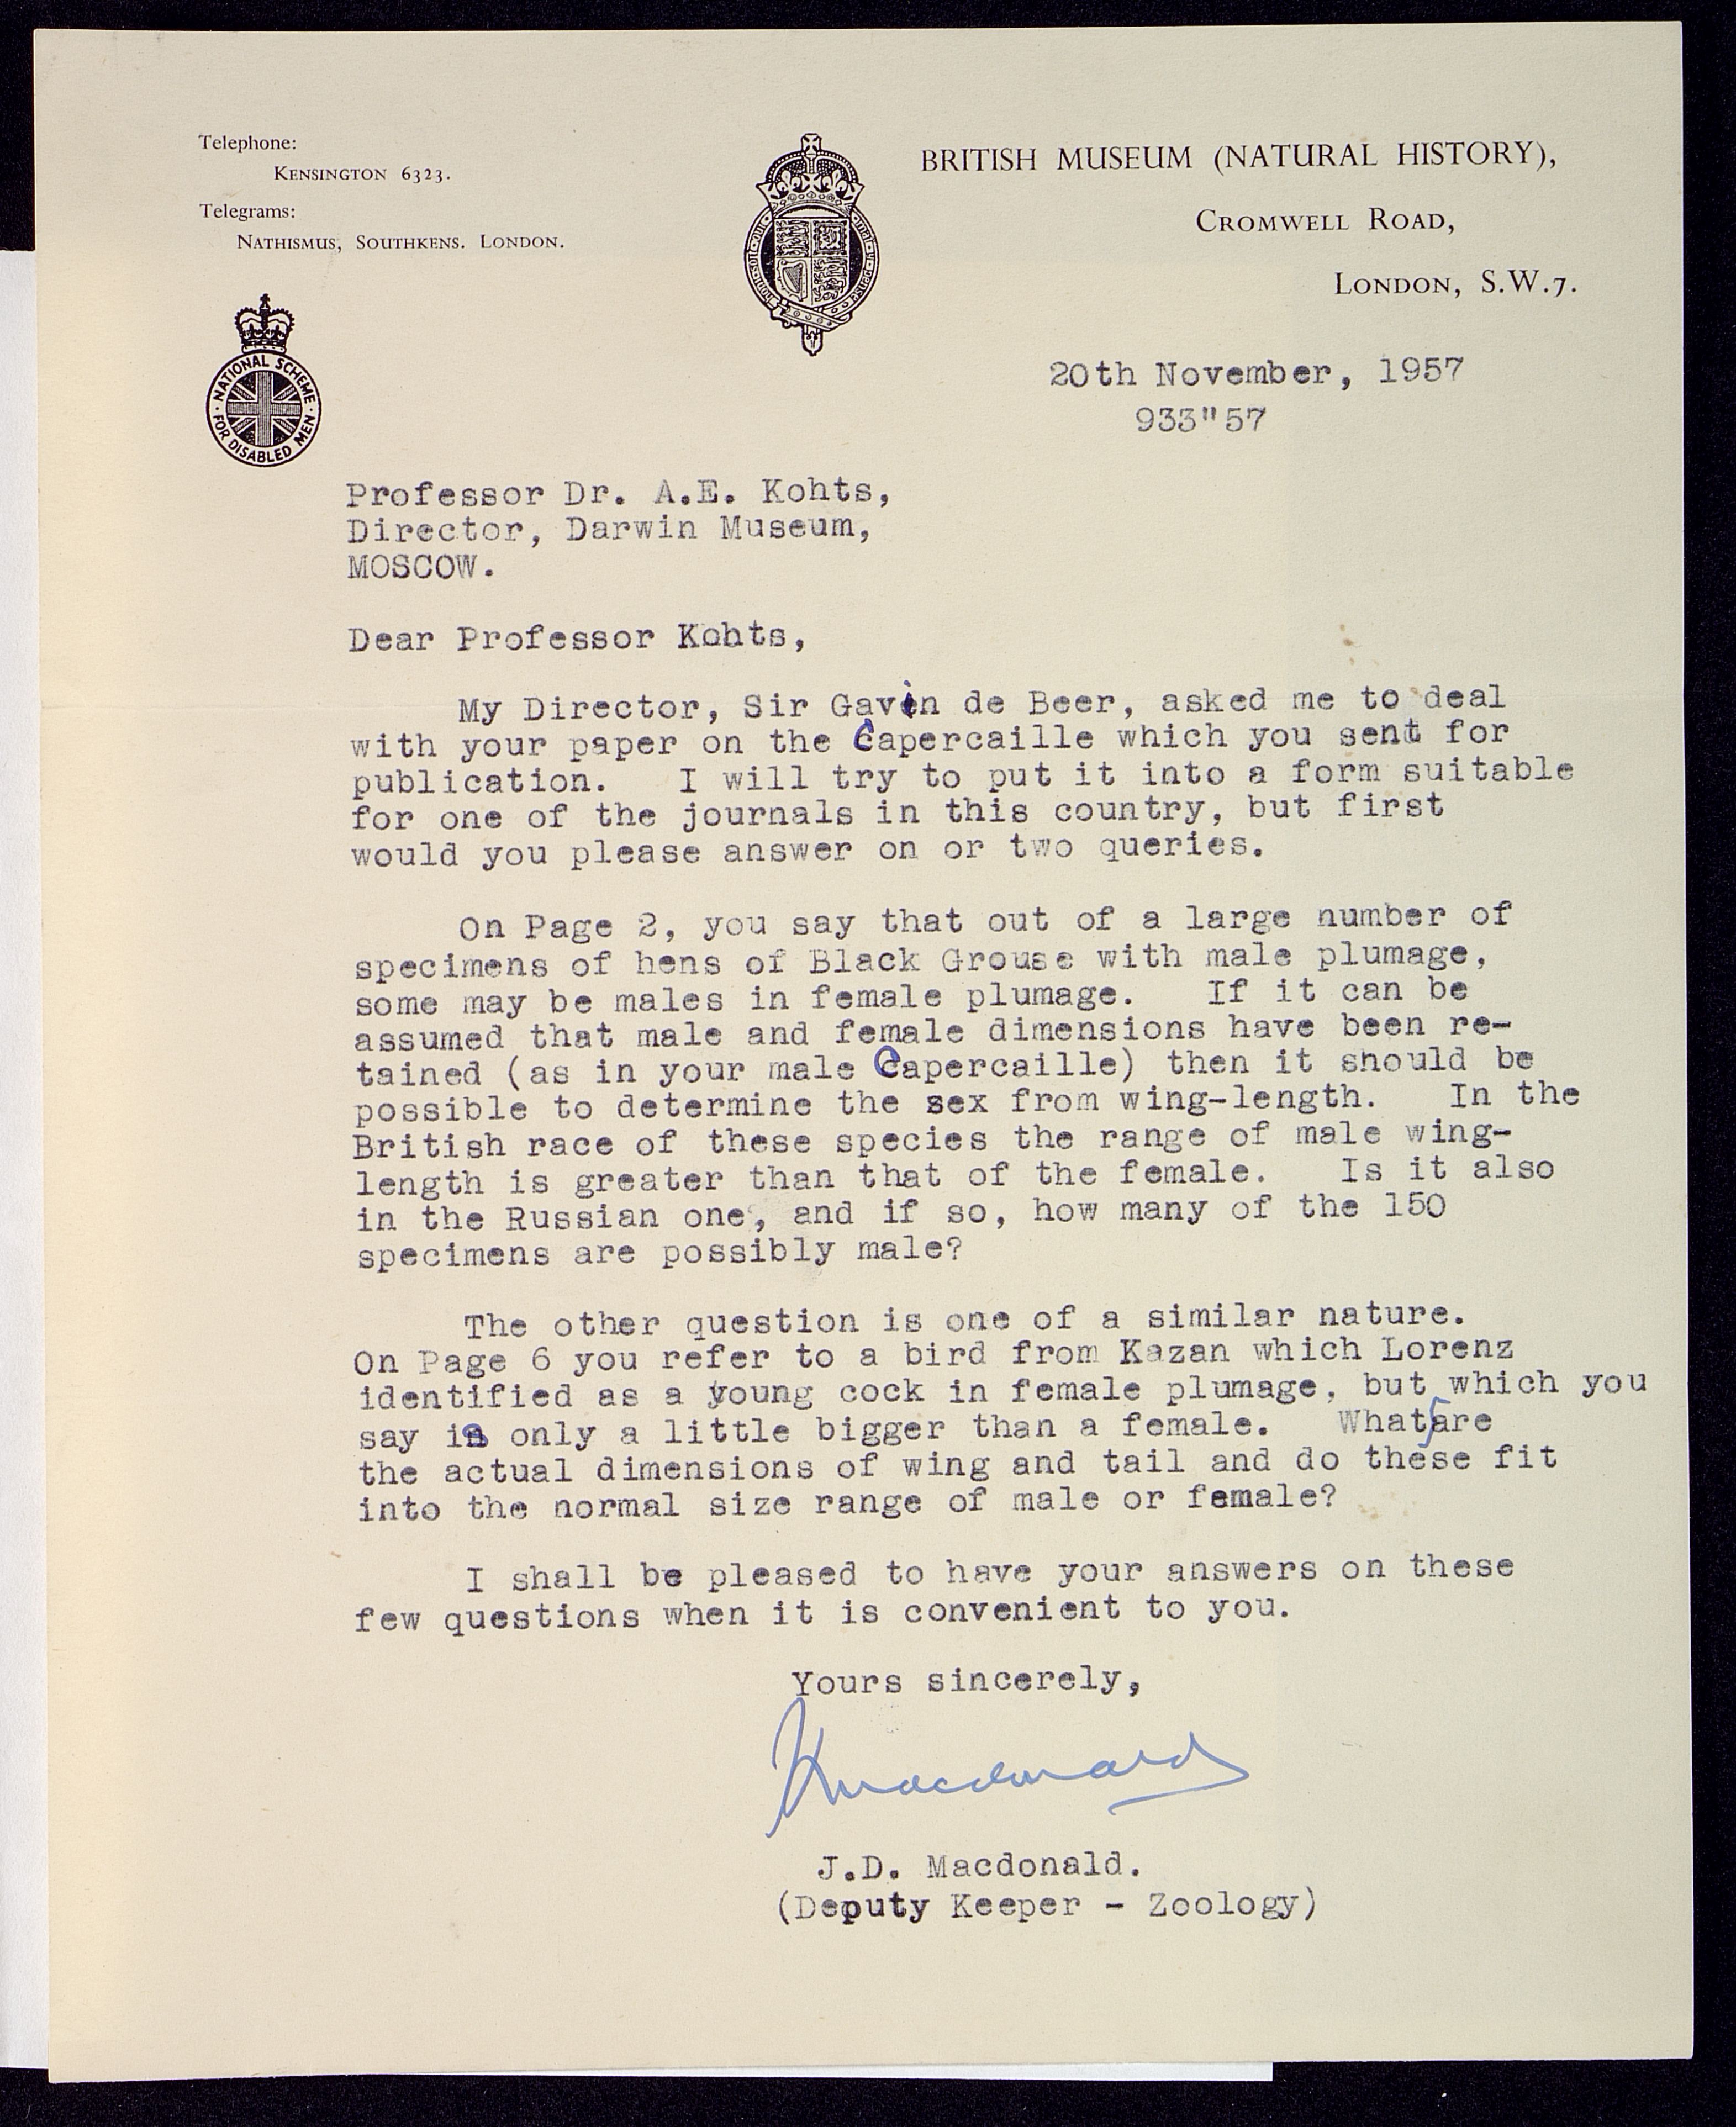 Telephone:
KENSINGTON 6323.
Telegrams:
NATHISMUS, SOUTHKENS. LONDON.
BRITISH MUSEUM (NATURAL HISTORY),
CROMWELL ROAD,
LONDON, S.W.7.
NATIONAL SCHEME
FOR DISABLED MEN
20th November, 1957
933"57
Professor Dr. A.E. Kohts,
Director, Darwin Museum,
MOSCOW.
Dear Professor Kohts,
My Director, Sir Gavin de Beer, asked me to deal
with your paper on the Capercaille which you sent for
publication. I will try to put it into a form suitable
for one of the journals in this country, but first
would you please answer on or two queries.
On Page 2, you say that out of a large number of
specimens of hens of Black Grouse with male plumage,
some may be males in female plumage. If it can be
assumed that male and female dimensions have been re-
tained (as in your male Capercaille) then it should be
possible to determine the sex from wing-length. In the
British race of these species the range of male wing-
length is greater than that of the female. Is it also
in the Russian one, and if so, how many of the 150
specimens are possibly male?
The other question is one of a similar nature.
On Page 6 you refer to a bird from Kazan which Lorenz
identified as a young cock in female plumage, but which you
say is only a little bigger than a female. What are
the actual dimensions of wing and tail and do these fit
into the normal size range of male or female?
I shall be pleased to have your answers on these
few questions when it is convenient to you.
Yours sincerely,
J.D. Macdonald.
(Deputy Keeper - Zoology)